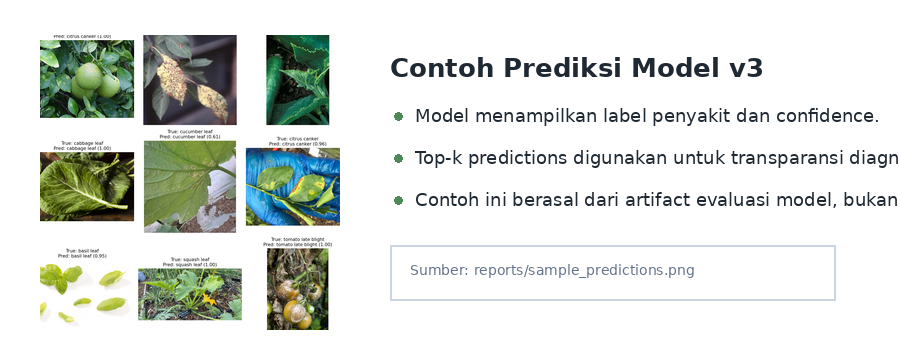 Pred: citrus canker (1.00)
True: cabbage leaf
Pred: cabbage leaf (1.00)
True: cucumber leaf
Pred: cucumber leaf (0.61)
True: citrus canker
Pred: citrus canker (0.96)
True: basil leaf
Pred: basil leaf (0.95)
True: squash leaf
Pred: squash leaf (1.00)
True: tomato late blight
Pred: tomato late blight (1.00)
Contoh Prediksi Model v3
Model menampilkan label penyakit dan confidence.
Top-k predictions digunakan untuk transparansi diagn
Contoh ini berasal dari artifact evaluasi model, bukan
Sumber: reports/sample_predictions.png